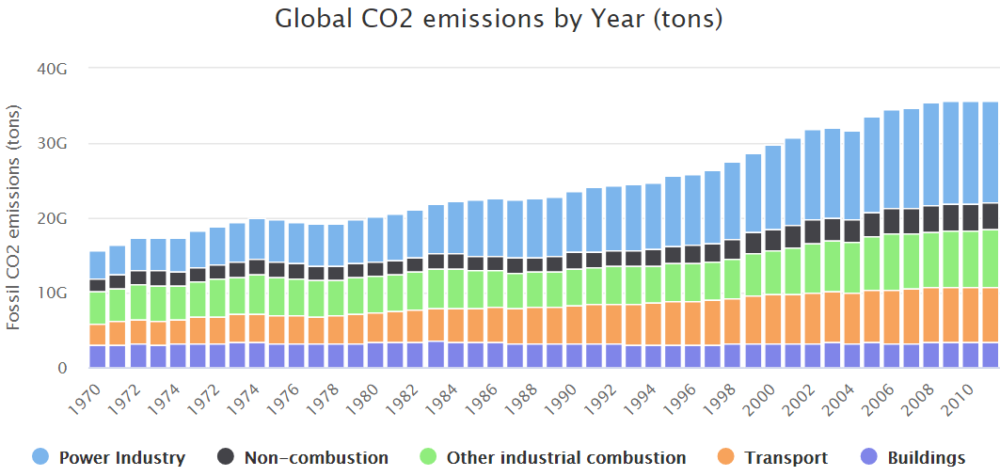 Global CO2 emissions by Year (tons)
Fossil CO2 emissions (tons)
40G
30G
20G
10G
0
1970
1972
1974
1972
1974
1976
1978
1980
1982
1984
1986
1988
1990
1992
1994
1996
1998
2000
2002
2004
2006
2008
2010
Power Industry
Non-combustion
Other industrial combustion
Transport
Buildings